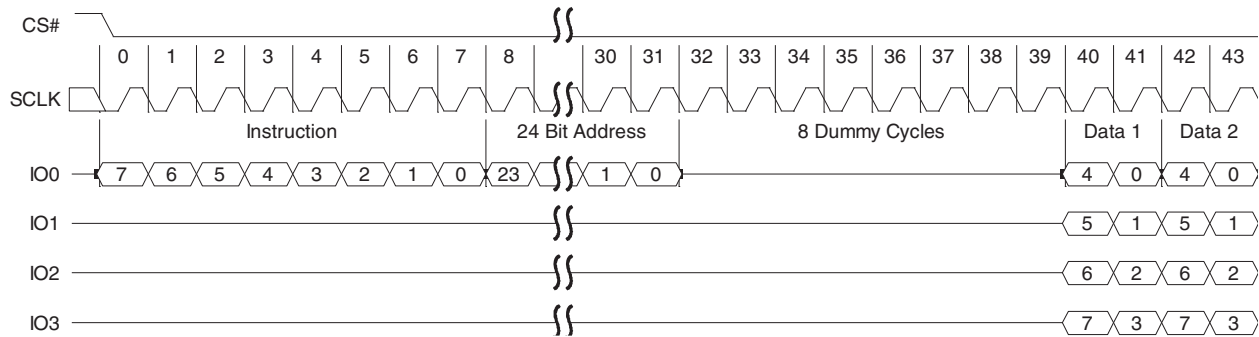 CS#
0 1 2 3 4 5 6 7 8 30 31 32 33 34 35 36 37 38 39 40 41 42 43
SCLK
Instruction 24 Bit Address 8 Dummy Cycles Data 1 Data 2
IO0 7 6 5 4 3 2 1 0 23 1 0 4 0 4 0
IO1 5 1 5 1
IO2 6 2 6 2
IO3 7 3 7 3